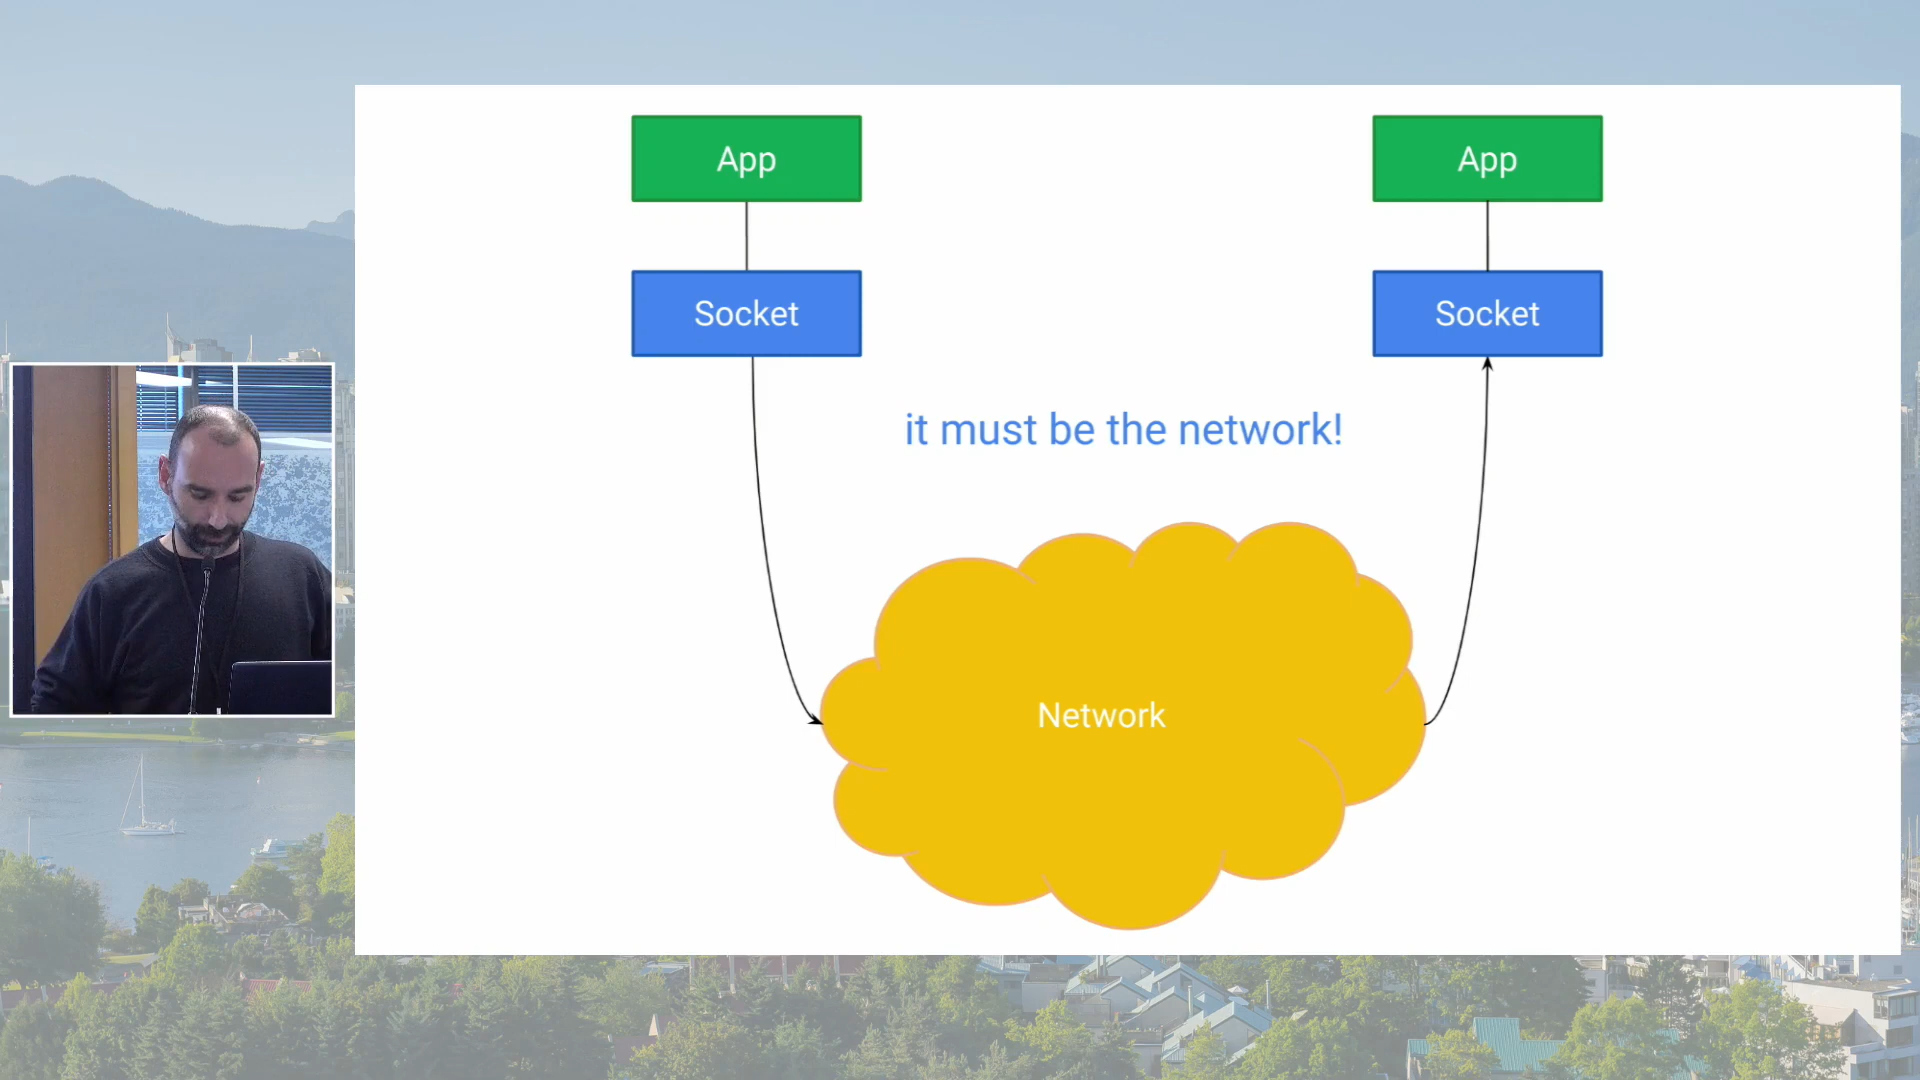 App
App
Socket
Socket
it must be the network!
Network